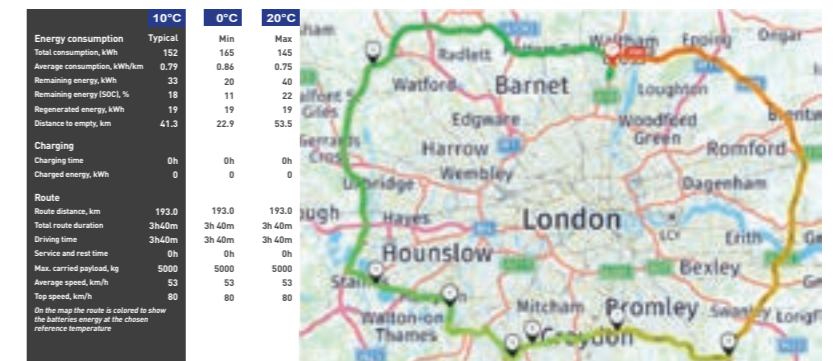 10°C 0°C 20°C
Energy consumption Typical Min Max
Total consumption, kWh 152 165 145
Average consumption, kWh/km 0.79 0.86 0.75
Remaining energy, kWh 33 20 40
Remaining energy (SOC), % 18 11 22
Regenerated energy, kWh 19 19 19
Distance to empty, km 41.3 22.9 53.5
Charging
Charging time 0h 0h 0h
Charged energy, kWh 0 0 0
Route
Route distance, km 193.0 193.0 193.0
Total route duration 3h40m 3h 40m 3h 40m
Driving time 3h40m 3h 40m 3h 40m
Service and rest time 0h 0h 0h
Max. carried payload, kg 5000 5000 5000
Average speed, km/h 53 53 53
Top speed, km/h 80 80 80
On the map the route is colored to show
the batteries energy at the chosen
reference temperature
Waltham Epping Ongar
Radlett
Watford Barnet Loughton
Edgware Woodford
Green
Harrow Romford
Wembley
Dagenham
Hayes London LCY Erith
Hounslow Bexley
Mitcham Bromley Swanley
Walton-on
Thames Croydon